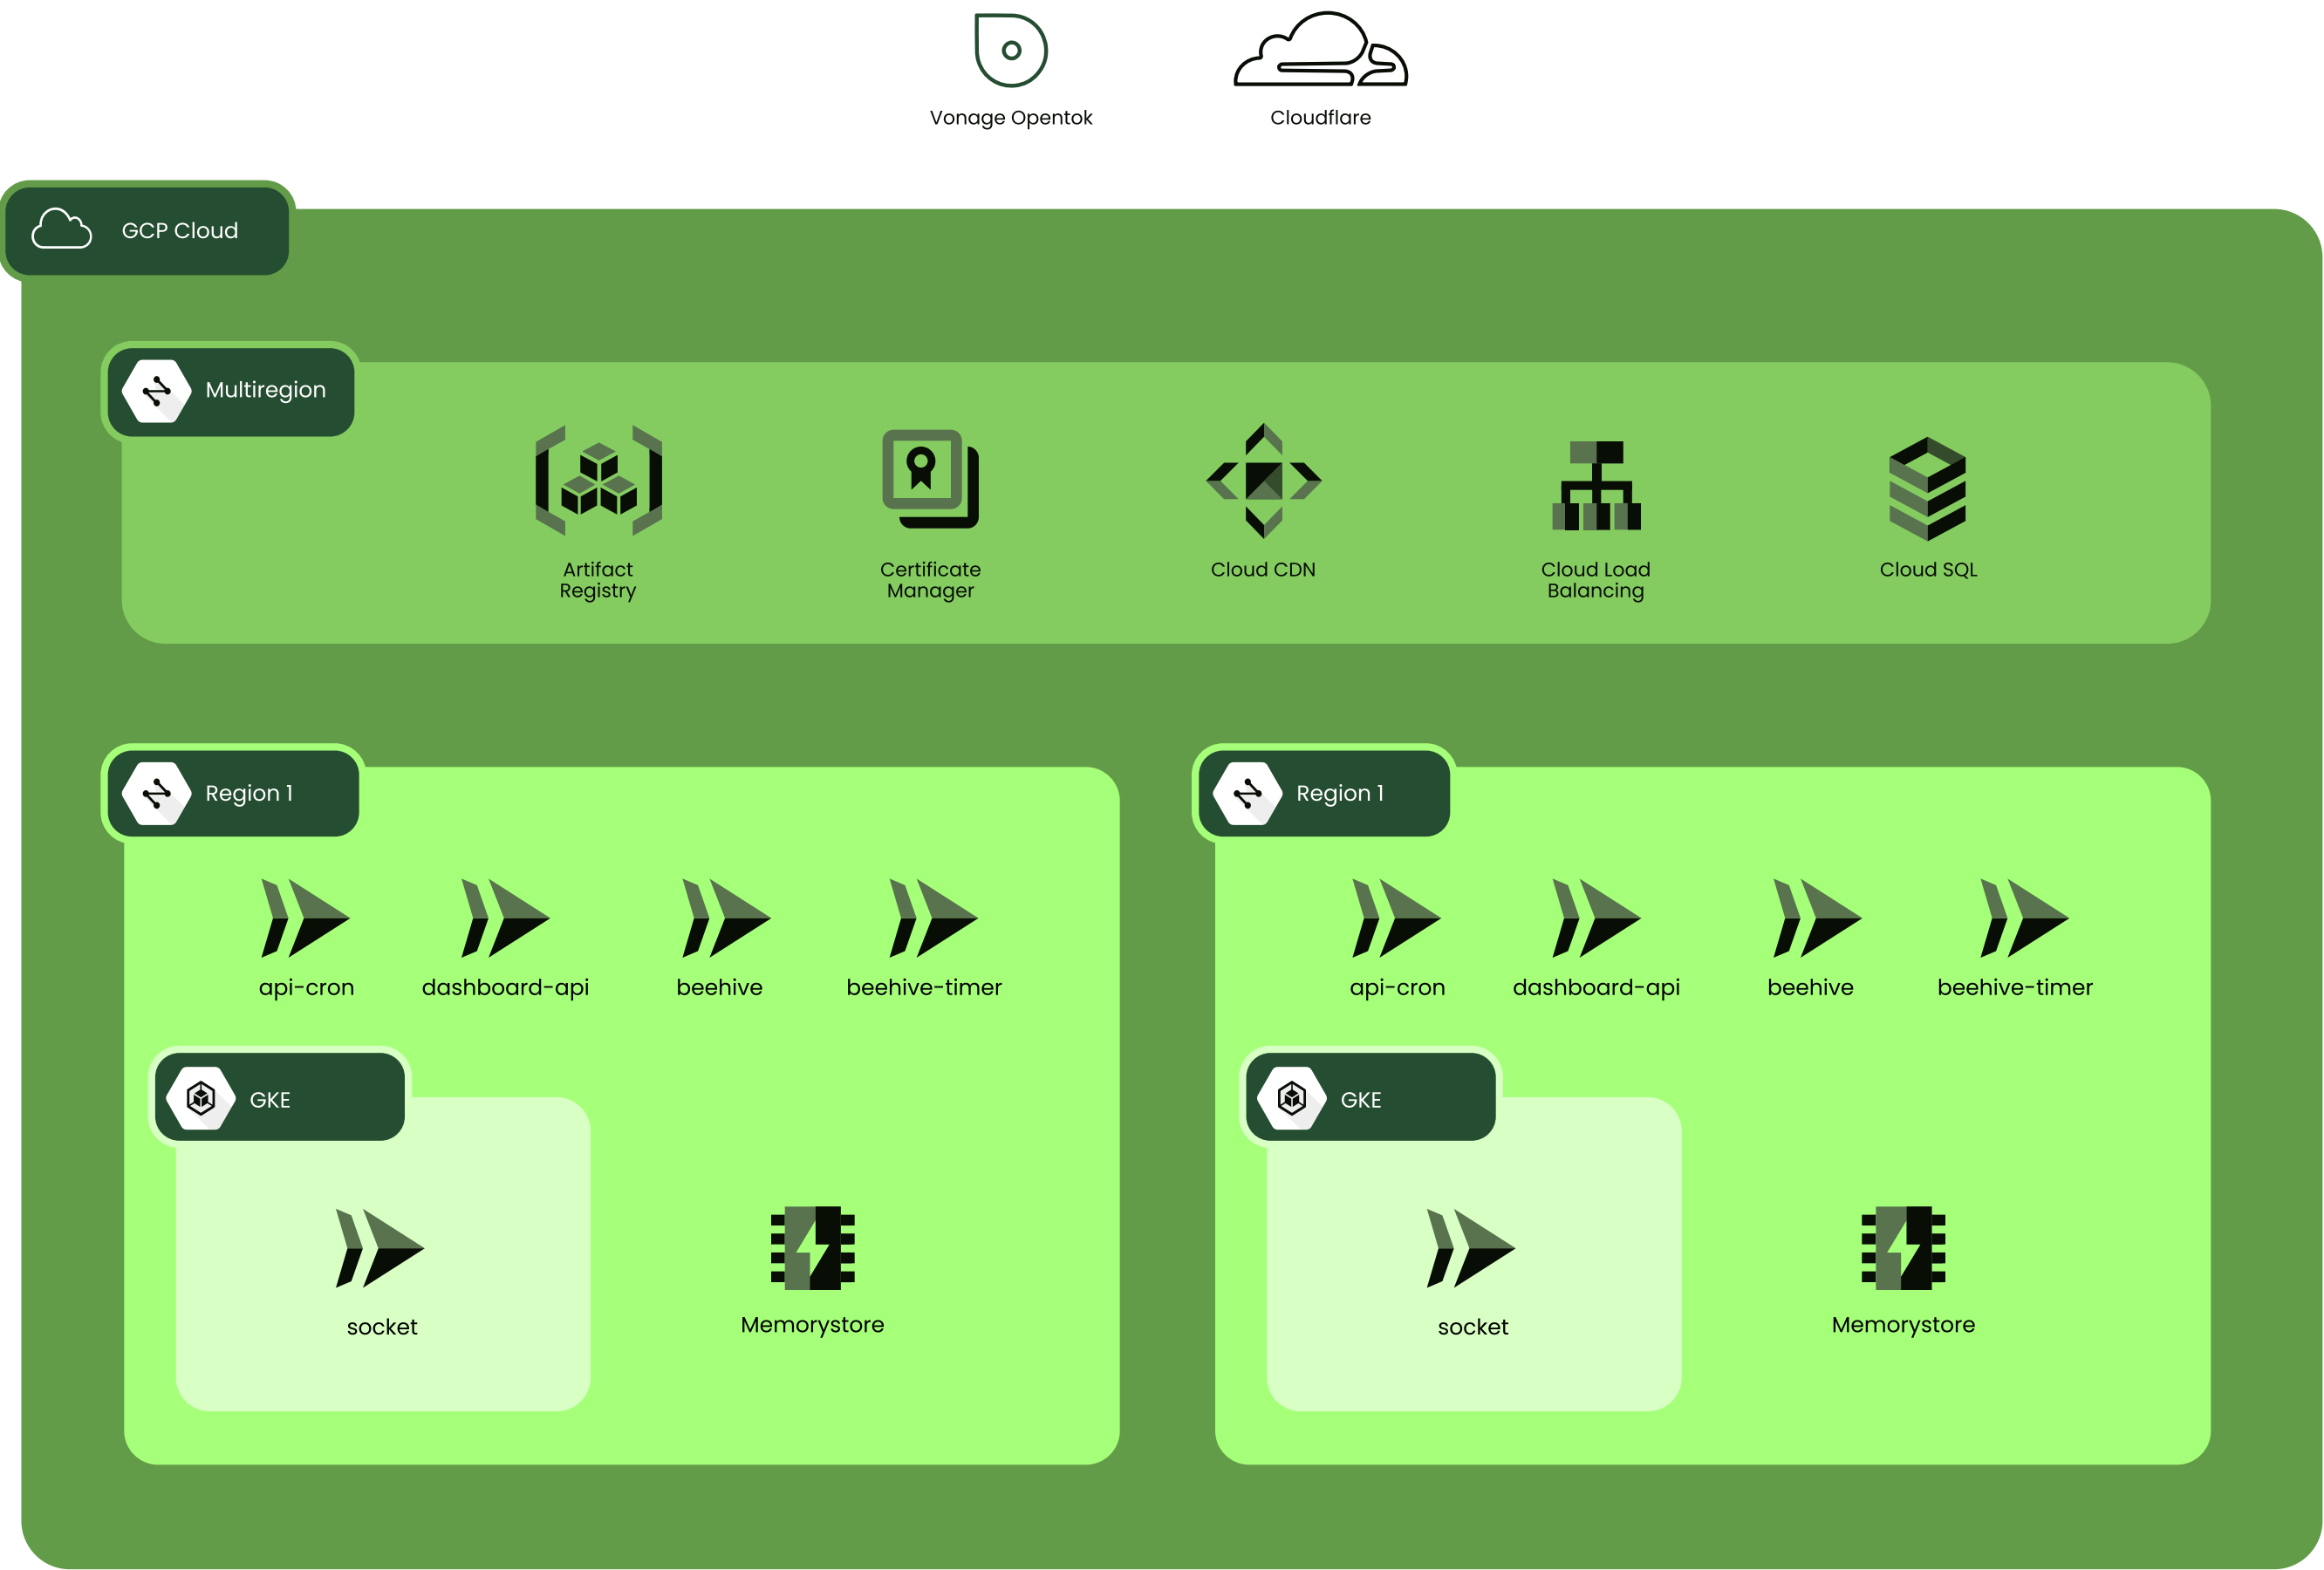 Vonage Opentok
Cloudflare
GCP Cloud
Multiregion
Artifact
Registry
Certificate
Manager
Cloud CDN
Cloud Load
Balancing
Cloud SQL
Region 1
api-cron
dashboard-api
beehive
beehive-timer
GKE
socket
Memorystore
Region 1
api-cron
dashboard-api
beehive
beehive-timer
GKE
socket
Memorystore